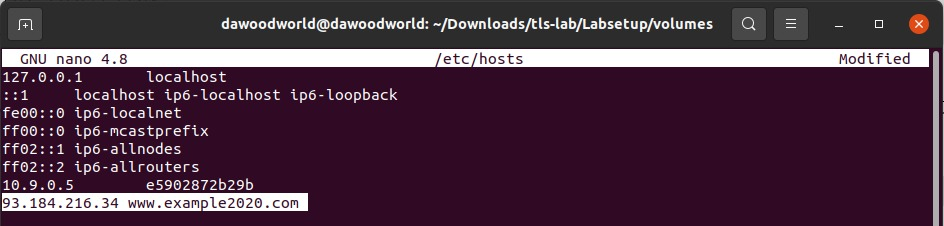 dawoodworld@dawoodworld: ~/Downloads/tls-lab/Labsetup/volumes
GNU nano 4.8 /etc/hosts Modified
127.0.0.1 localhost
::1 localhost ip6-localhost ip6-loopback
fe00::0 ip6-localnet
ff00::0 ip6-mcastprefix
ff02::1 ip6-allnodes
ff02::2 ip6-allrouters
10.9.0.5 e5902872b29b
93.184.216.34 www.example2020.com